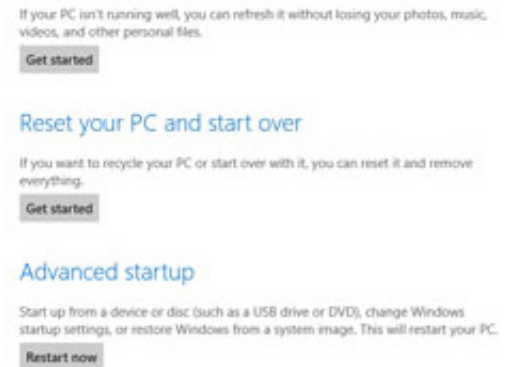 If your PC isn't running well, you can refresh it without losing your photos, music,
videos, and other personal files.
Get started
Reset your PC and start over
If you want to recycle your PC or start over with it, you can reset it and remove
everything.
Get started
Advanced startup
Start up from a device or disc (such as a USB drive or DVD), change Windows
startup settings, or restore Windows from a system image. This will restart your PC.
Restart now